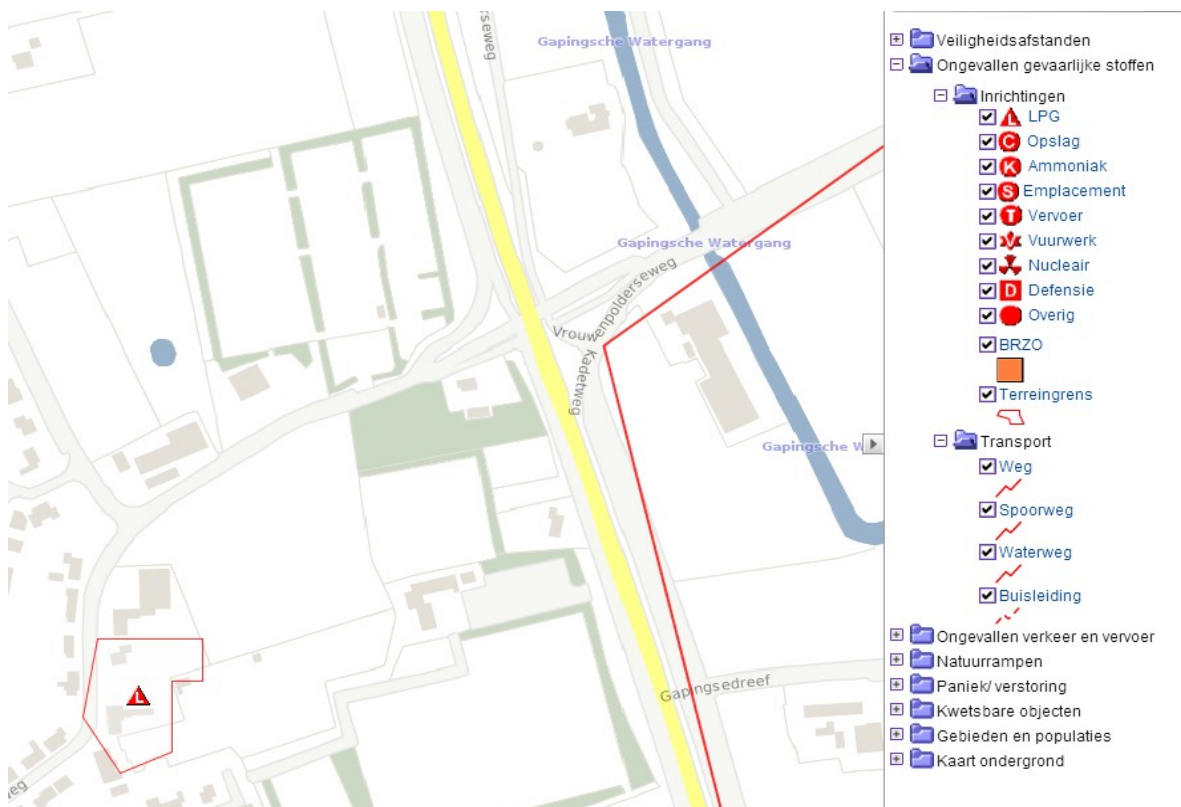 erseweg
Gapingsche Watergang
Gapingsche Watergang
Vrouwenpolderseweg
Kadetweg
Gapingsche W
Gapingsedreef
eg
Veiligheidsafstanden
Ongevallen gevaarlijke stoffen
Inrichtingen
L LPG
C Opslag
K Ammoniak
S Emplacement
T Vervoer
Vuurwerk
Nucleair
D Defensie
Overig
BRZO
Terreingrens
Transport
Weg
Spoorweg
Waterweg
Buisleiding
Ongevallen verkeer en vervoer
Natuurrampen
Paniek/verstoring
Kwetsbare objecten
Gebieden en populaties
Kaart ondergrond
L